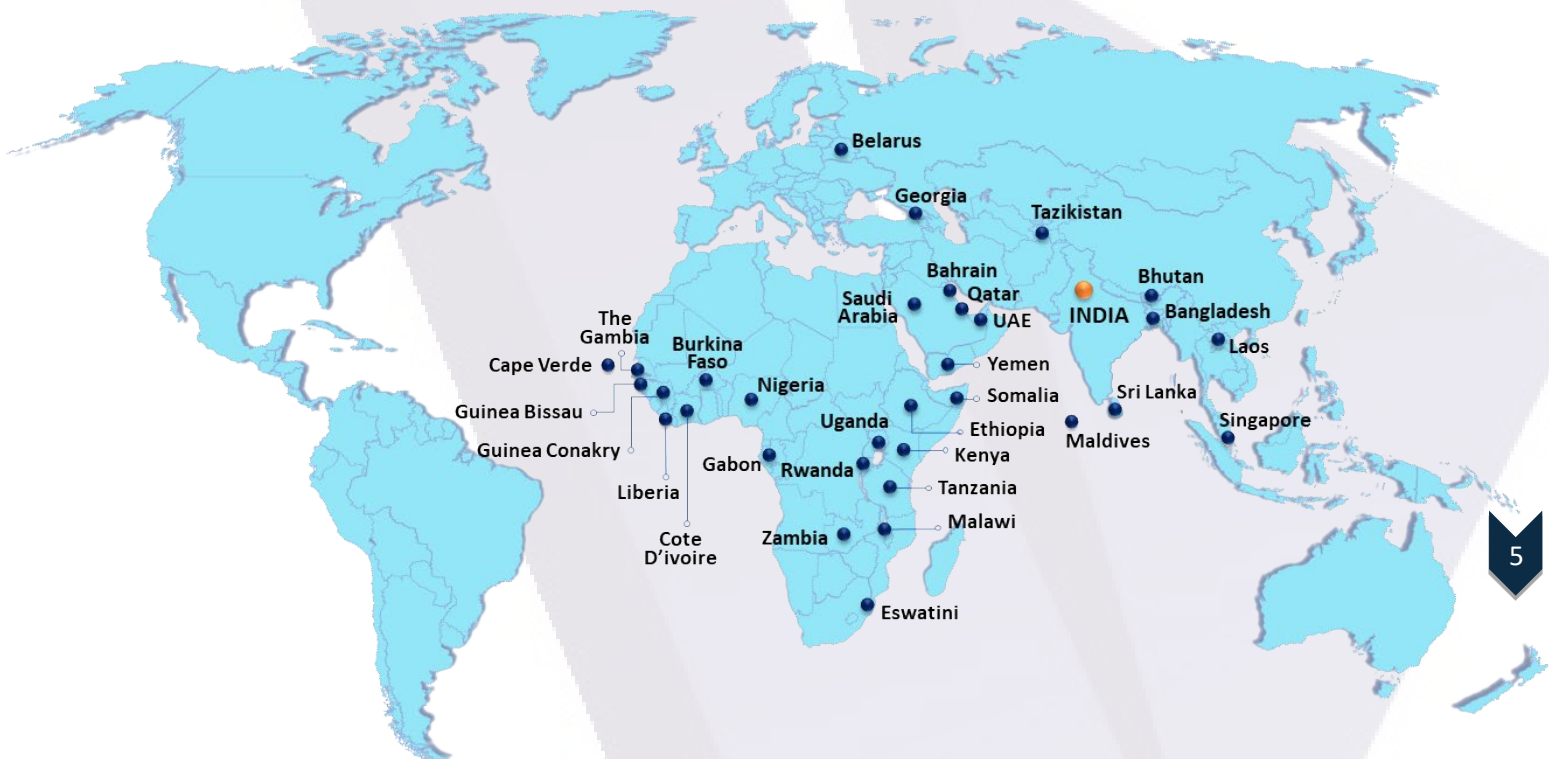 Belarus
Georgia
Tazikistan
Bahrain
Qatar
Saudi
Arabia
UAE
INDIA
Bhutan
Bangladesh
Laos
The
Gambia
Burkina
Faso
Cape Verde
Nigeria
Yemen
Somalia
Sri Lanka
Guinea Bissau
Uganda
Ethiopia
Maldives
Singapore
Guinea Conakry
Gabon
Rwanda
Kenya
Liberia
Tanzania
Cote
D’ivoire
Zambia
Malawi
5
Eswatini